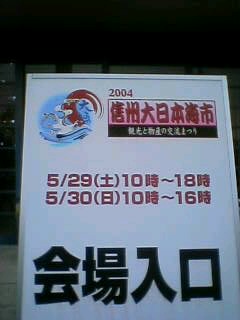 2004
信州大日本海市
観光と物産の交流まつり
5/29(土)10時～18時
5/30(日)10時～16時
会場入口